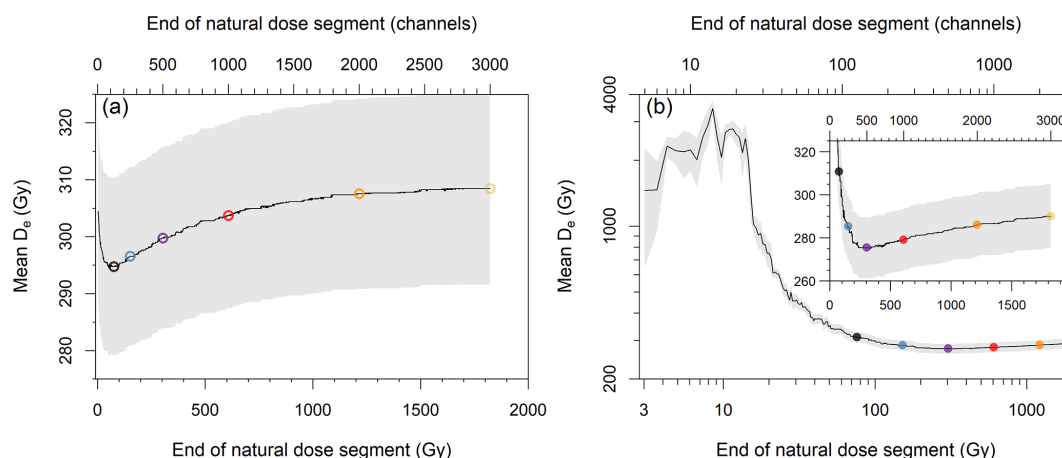 End of natural dose segment (channels)
0 500 1000 1500 2000 3000
(a)
Mean De (Gy)
320
310
300
290
280
0 500 1000 1500 2000
End of natural dose segment (Gy)
End of natural dose segment (channels)
10 100 1000
(b)
Mean De (Gy)
4000
1000
200
3 10 100 1000
End of natural dose segment (Gy)
0 500 1000 2000 3000
320
300
280
260
0 500 1000 1500